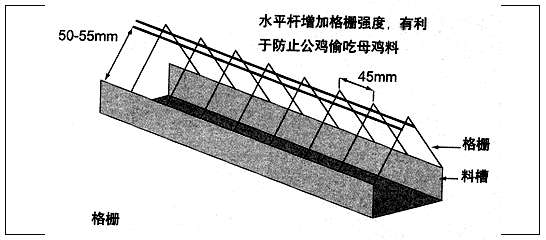 水平杆增加格栅强度，有利
于防止公鸡偷吃母鸡料
50-55mm
45mm
格栅
料槽
格栅